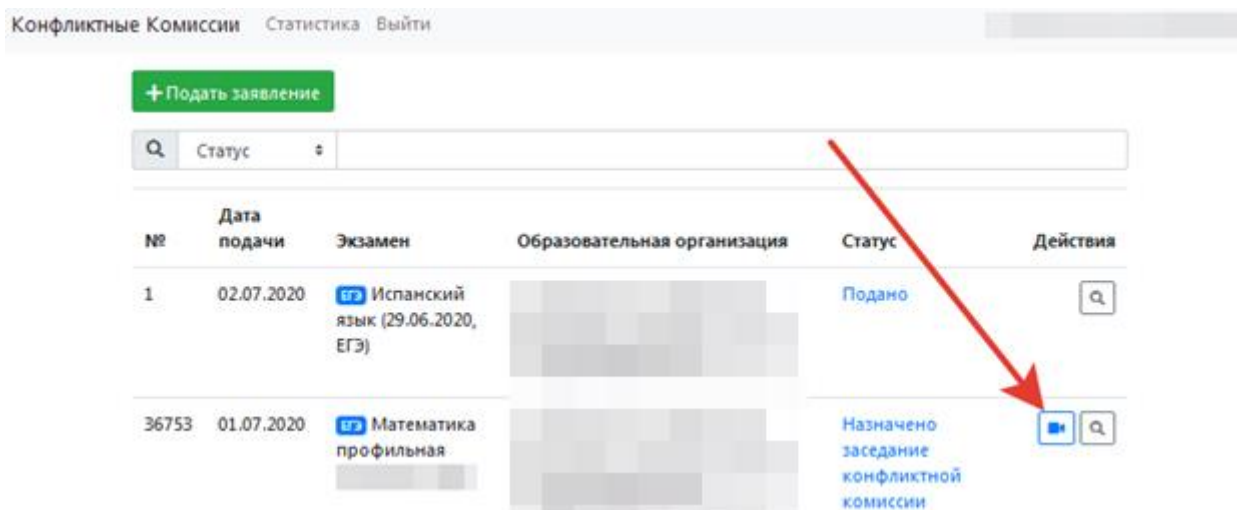 Конфликтные Комиссии Статистика Выйти
+ Подать заявление
Статус
Дата
№ подачи Экзамен Образовательная организация Статус Действия
1 02.07.2020 ЕГЭ Испанский Подано
язык (29.06.2020,
ЕГЭ)
36753 01.07.2020 ЕГЭ Математика Назначено
профильная заседание
конфликтной
комиссии